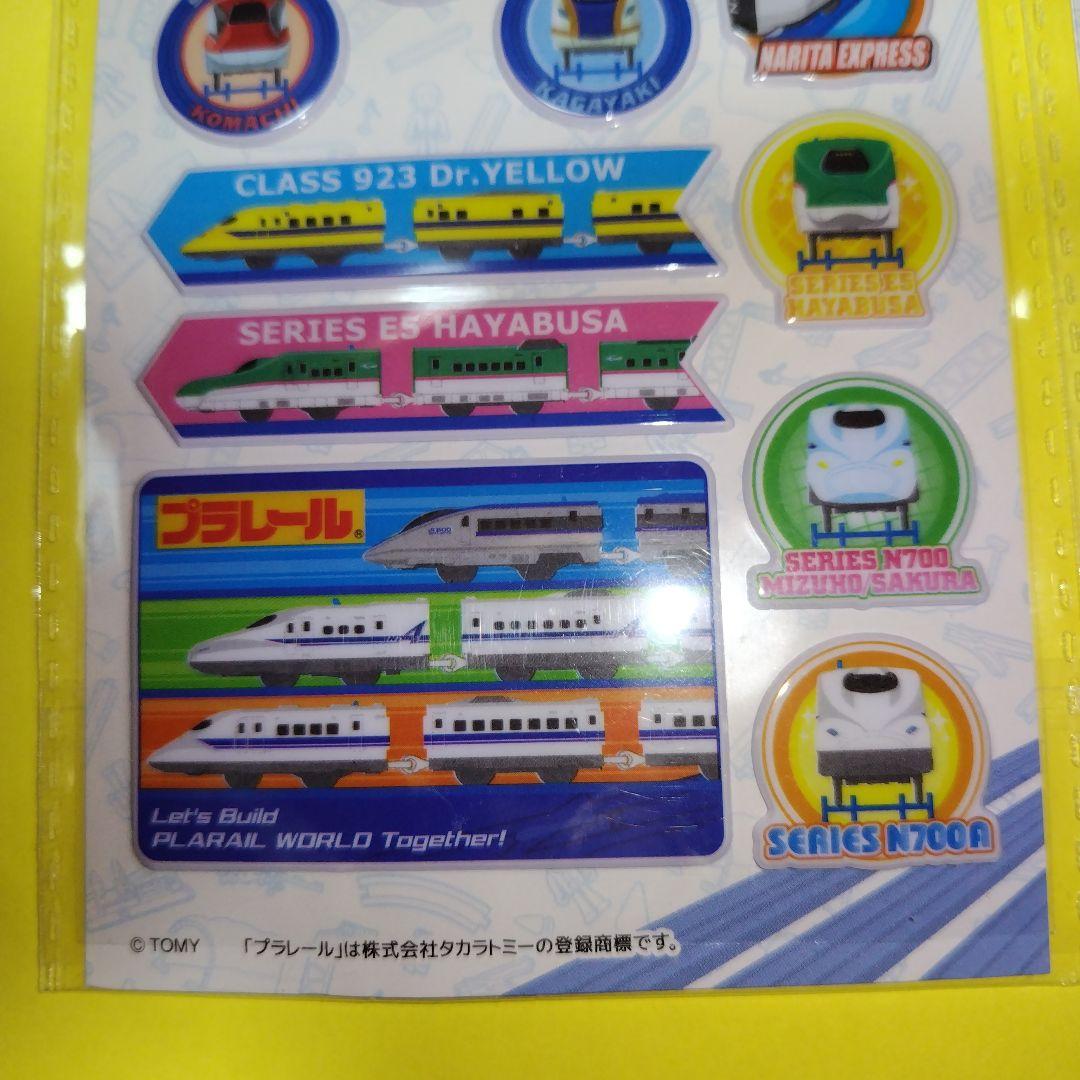 KOMACHI
KAGAYAKI
NARITA EXPRESS
CLASS 923 Dr.YELLOW
SERIES E5
HAYABUSA
SERIES E5 HAYABUSA
プラレール®
SERIES N700
MIZUHO/SAKURA
Let's Build
PLARAIL WORLD Together!
SERIES N700A
© TOMY 「プラレール」は株式会社タカラトミーの登録商標です。